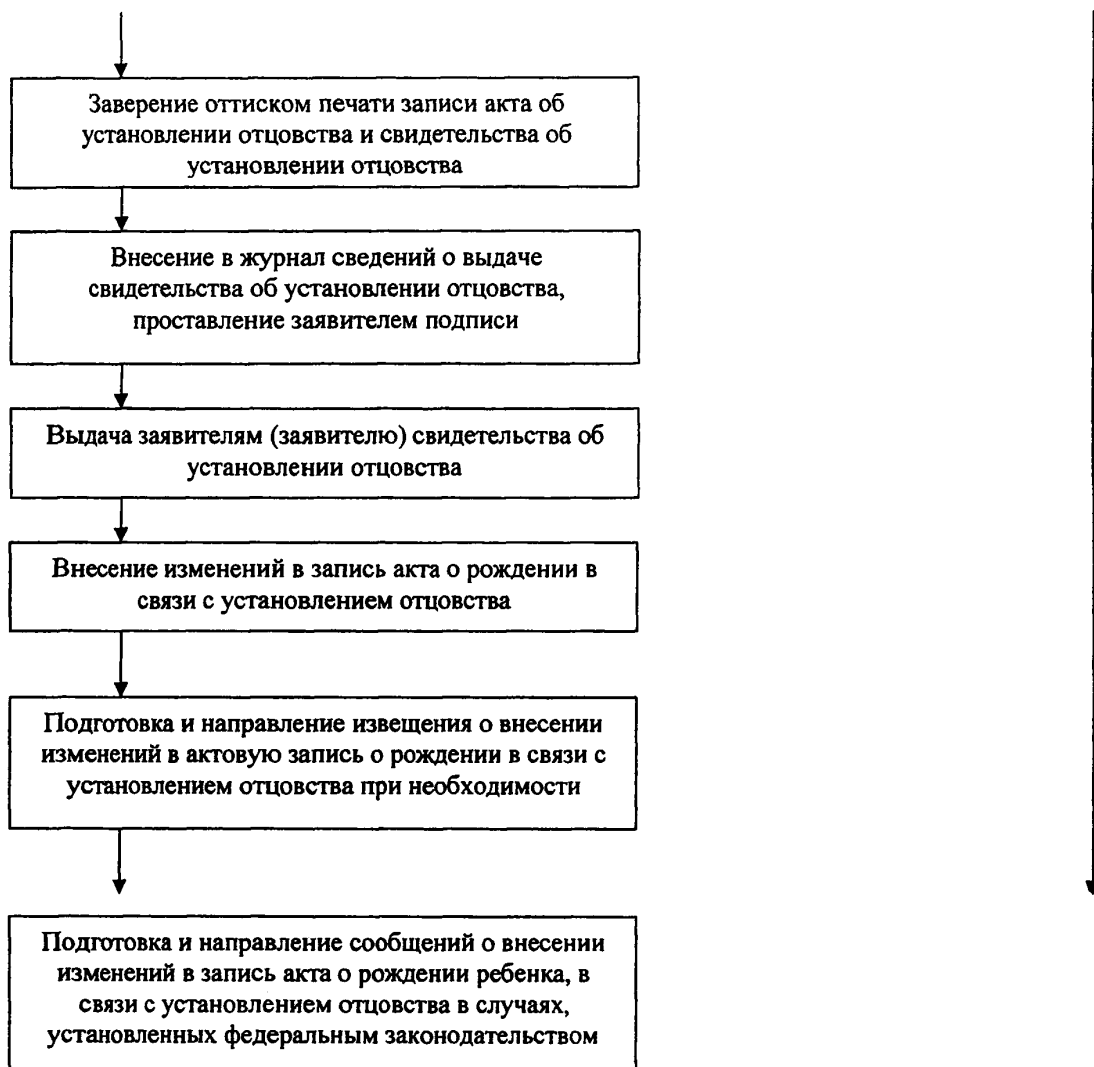 Заверение оттиском печати записи акта об
установлении отцовства и свидетельства об
установлении отцовства
Внесение в журнал сведений о выдаче
свидетельства об установлении отцовства,
проставление заявителем подписи
Выдача заявителям (заявителю) свидетельства об
установлении отцовства
Внесение изменений в запись акта о рождении в
связи с установлением отцовства
Подготовка и направление извещения о внесении
изменений в актовую запись о рождении в связи с
установлением отцовства при необходимости
Подготовка и направление сообщений о внесении
изменений в запись акта о рождении ребенка, в
связи с установлением отцовства в случаях,
установленных федеральным законодательством